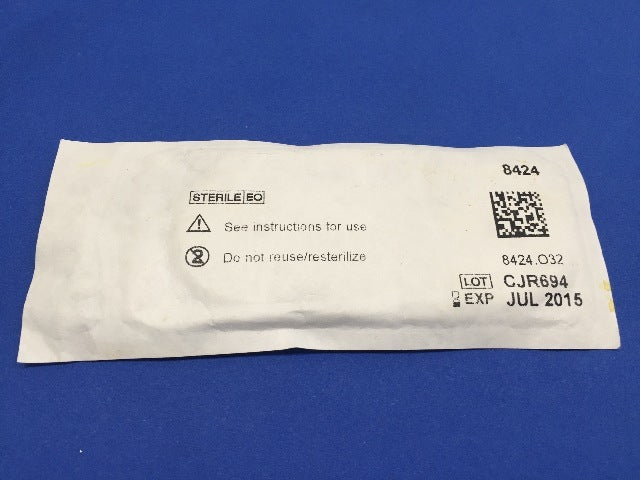 8424
STERILE EO
See instructions for use
Do not reuse/resterilize
8424.O32
LOT CJR694
EXP JUL 2015